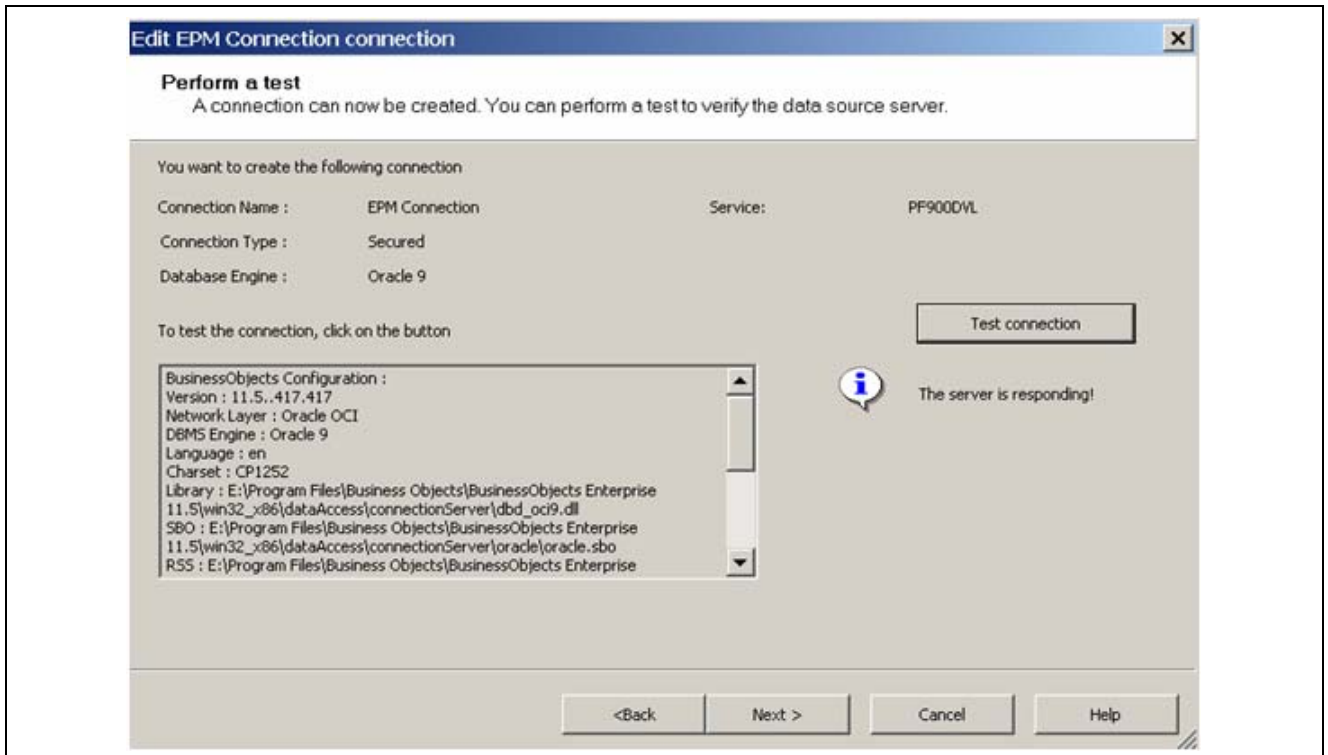 Edit EPM Connection connection
Perform a test
A connection can now be created. You can perform a test to verify the data source server.
You want to create the following connection
Connection Name : EPM Connection Service: PF900DVL
Connection Type : Secured
Database Engine : Oracle 9
To test the connection, click on the button
Test connection
BusinessObjects Configuration :
Version : 11.5..417.417
Network Layer : Oracle OCI
DBMS Engine : Oracle 9
Language : en
Charset : CP1252
Library : E:\Program Files\Business Objects\BusinessObjects Enterprise
11.5\win32_x86\dataAccess\connectionServer\dbd_oci9.dll
SBO : E:\Program Files\Business Objects\BusinessObjects Enterprise
11.5\win32_x86\dataAccess\connectionServer\oracle\oracle.sbo
RSS : E:\Program Files\Business Objects\BusinessObjects Enterprise
The server is responding!
<Back Next > Cancel Help